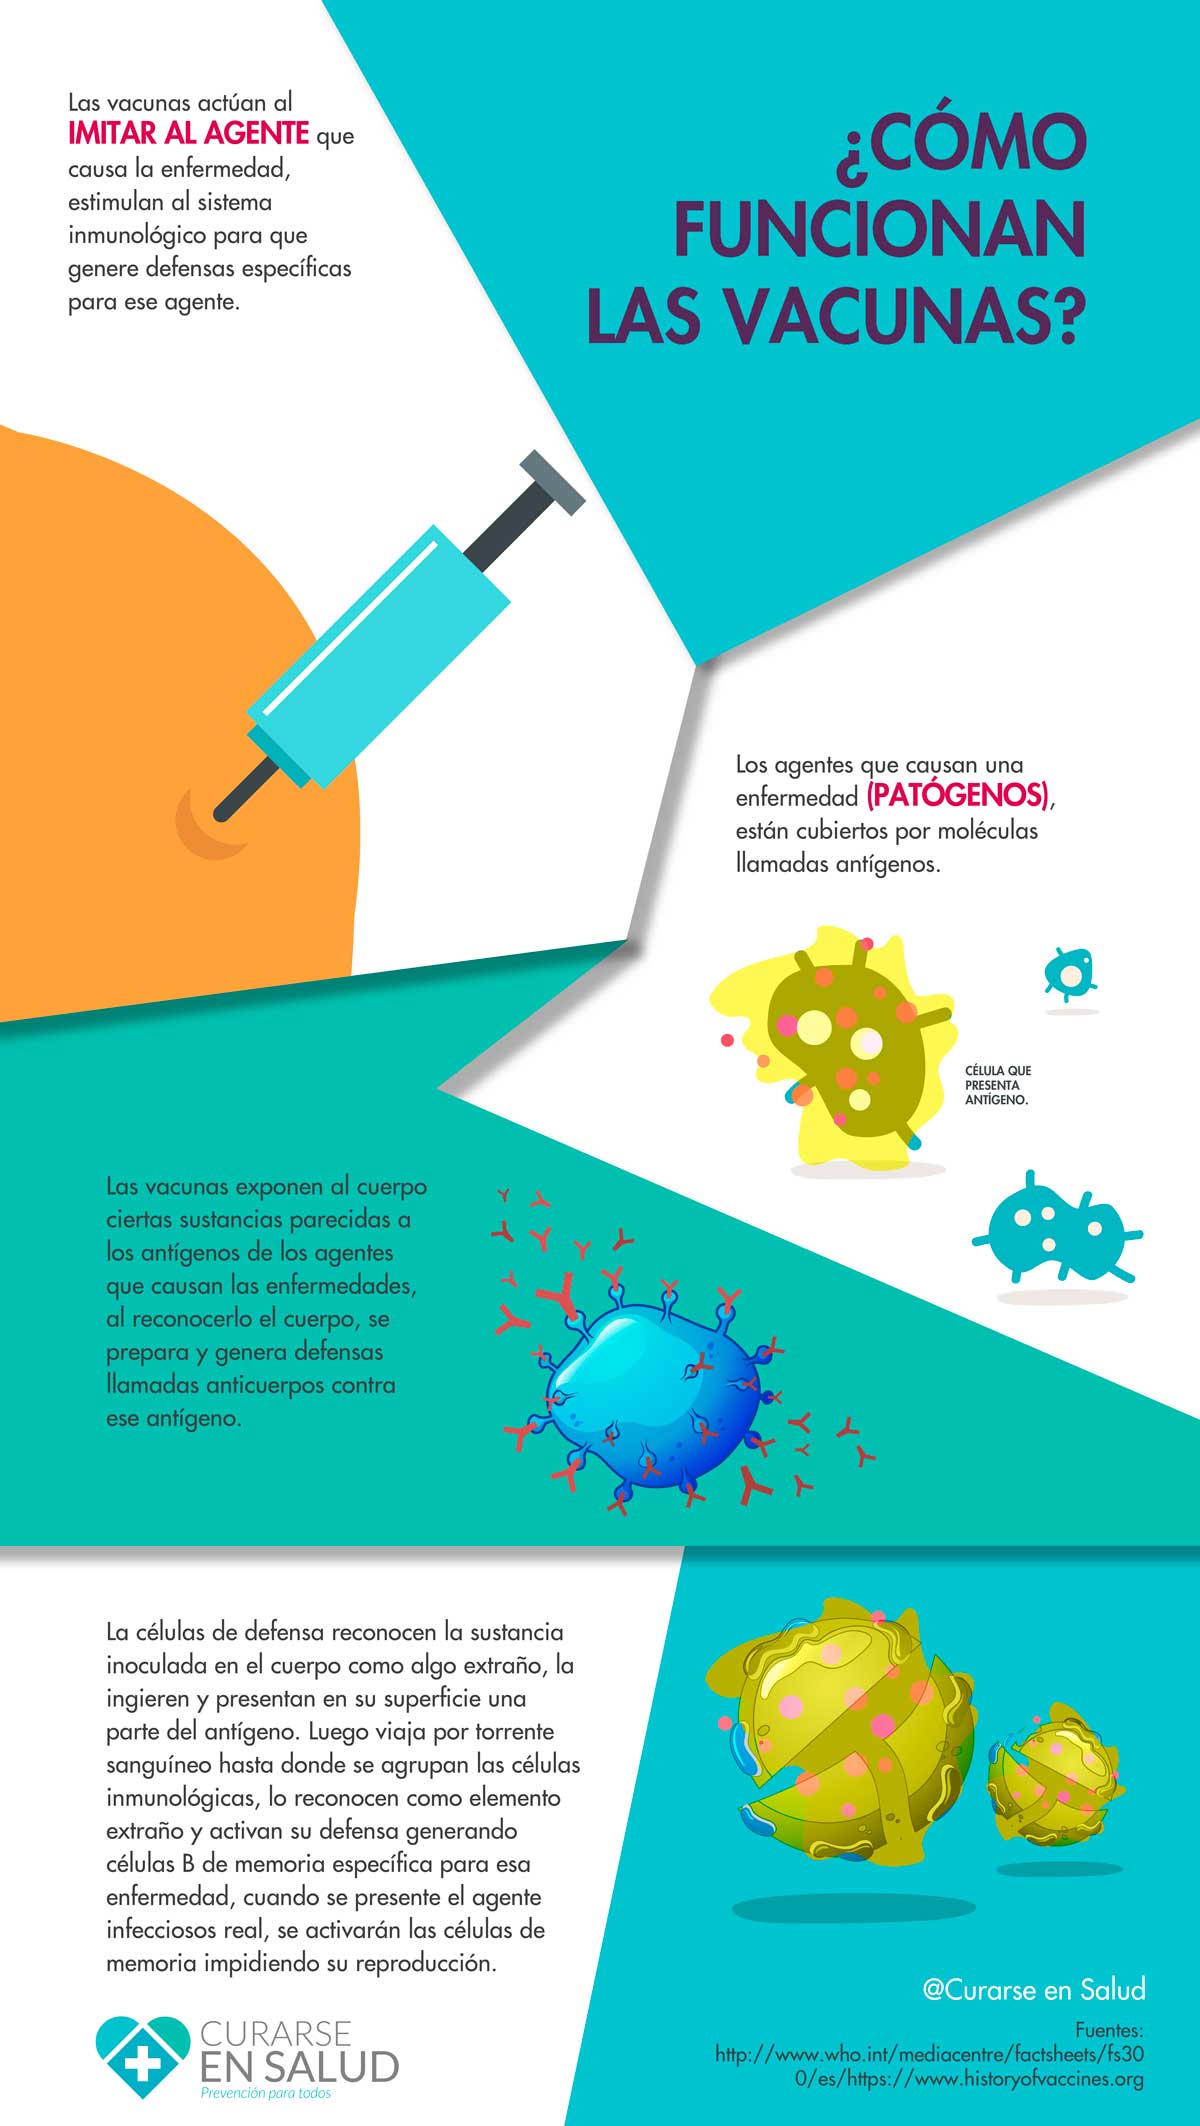 Las vacunas actúan al
IMITAR AL AGENTE que
causa la enfermedad,
estimulan al sistema
inmunológico para que
genere defensas específicas
para ese agente.
¿CÓMO
FUNCIONAN
LAS VACUNAS?
Los agentes que causan una
enfermedad (PATÓGENOS),
están cubiertos por moléculas
llamadas antígenos.
CÉLULA QUE
PRESENTA
ANTÍGENO.
Las vacunas exponen al cuerpo
ciertas sustancias parecidas a
los antígenos de los agentes
que causan las enfermedades,
al reconocerlo el cuerpo, se
prepara y genera defensas
llamadas anticuerpos contra
ese antígeno.
La células de defensa reconocen la sustancia
inoculada en el cuerpo como algo extraño, la
ingieren y presentan en su superficie una
parte del antígeno. Luego viaja por torrente
sanguíneo hasta donde se agrupan las células
inmunológicas, lo reconocen como elemento
extraño y activan su defensa generando
células B de memoria específica para esa
enfermedad, cuando se presente el agente
infecciosos real, se activarán las células de
memoria impidiendo su reproducción.
CURARSE
EN SALUD
Prevención para todos
@Curarse en Salud
Fuentes:
http://www.who.int/mediacentre/factsheets/fs30
0/es/https://www.historyofvaccines.org